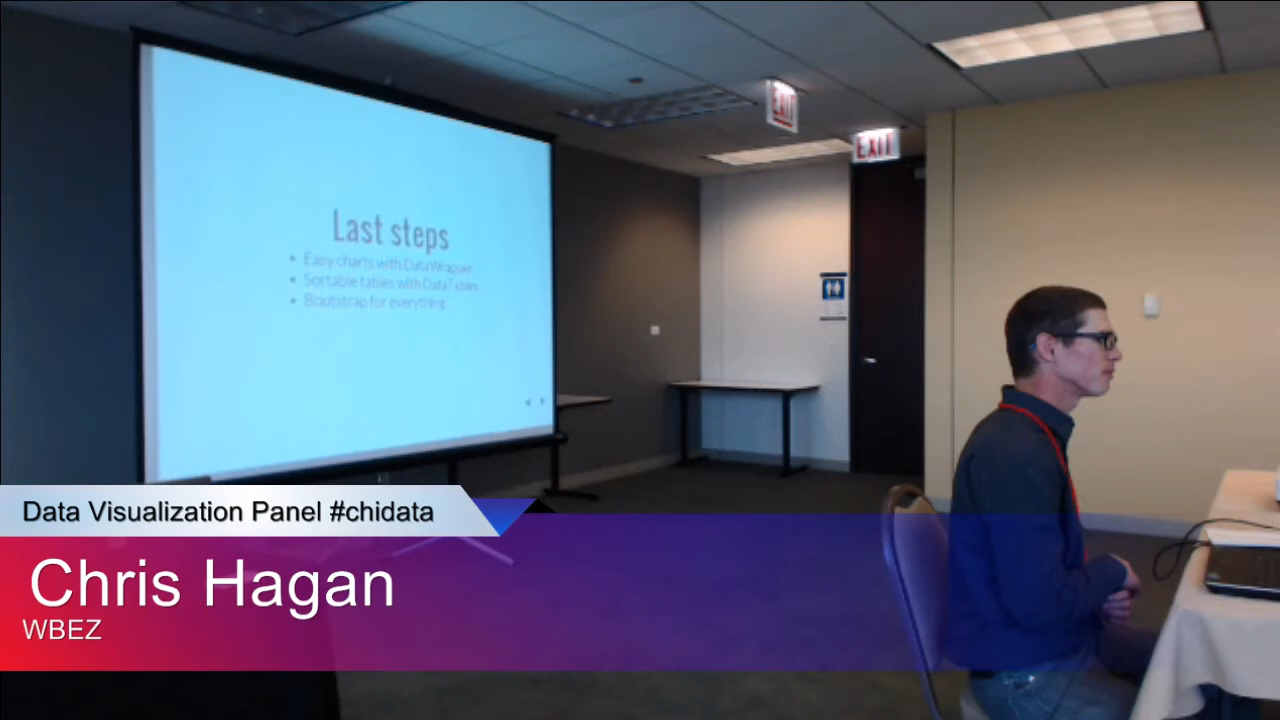 EXIT
EXIT
Last steps
Easy charts with DataWrapper
Sortable tables with DataTables
Bootstrap for everything
Data Visualization Panel #chidata
Chris Hagan
WBEZ